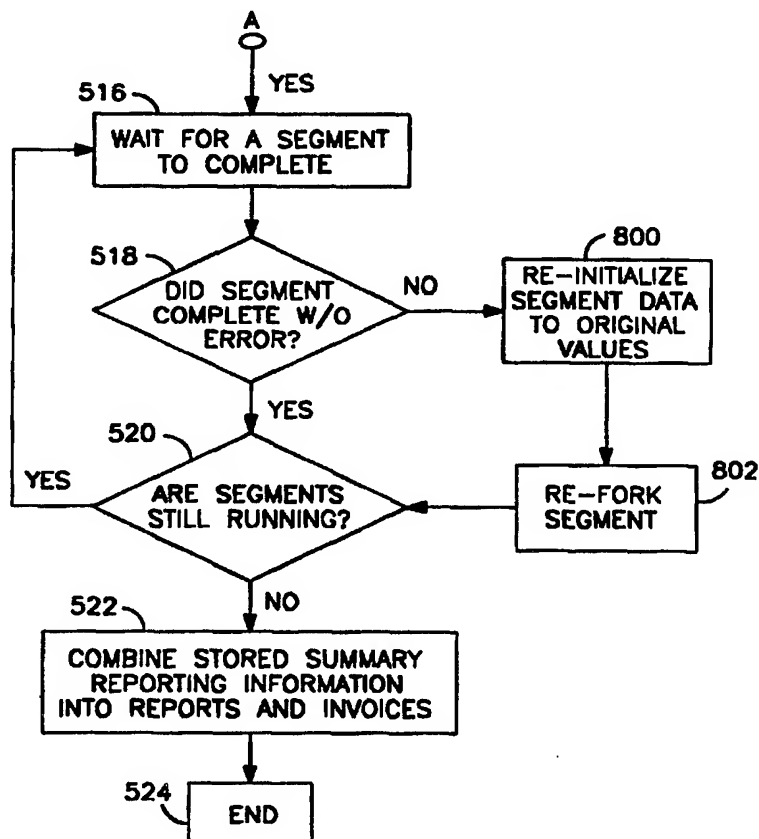 A
YES
516
WAIT FOR A SEGMENT
TO COMPLETE
518
DID SEGMENT
COMPLETE W/O
ERROR?
NO
800
RE-INITIALIZE
SEGMENT DATA
TO ORIGINAL
VALUES
YES
520
YES
ARE SEGMENTS
STILL RUNNING?
RE-FORK
SEGMENT
802
NO
522
COMBINE STORED SUMMARY
REPORTING INFORMATION
INTO REPORTS AND INVOICES
524
END